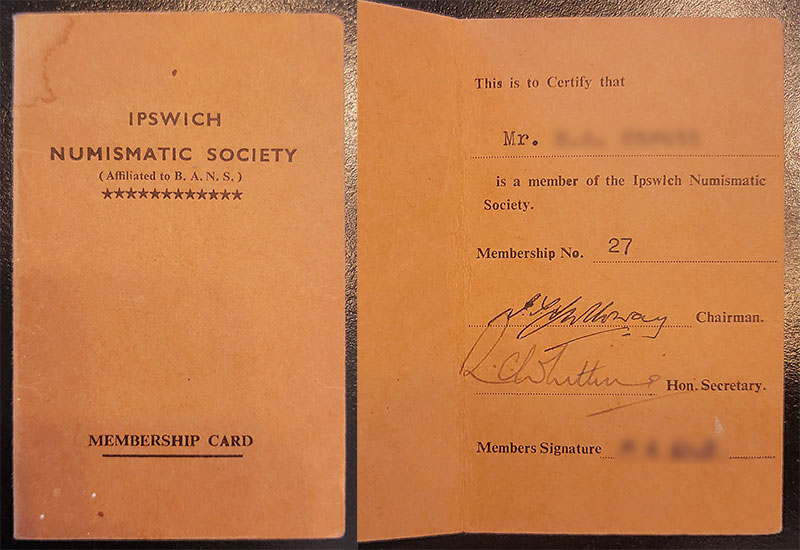 IPSWICH
NUMISMATIC SOCIETY
(Affiliated to B. A. N. S.)
★★★★★★★★★★★★
MEMBERSHIP CARD
This is to Certify that
Mr.
is a member of the Ipswich Numismatic
Society.
Membership No. 27
Chairman.
Hon. Secretary.
Members Signature